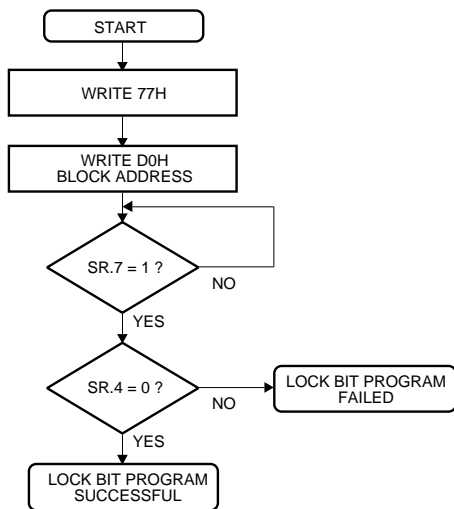 START
WRITE 77H
WRITE D0H
BLOCK ADDRESS
SR.7 = 1 ?
NO
YES
SR.4 = 0 ?
NO
LOCK BIT PROGRAM
FAILED
YES
LOCK BIT PROGRAM
SUCCESSFUL